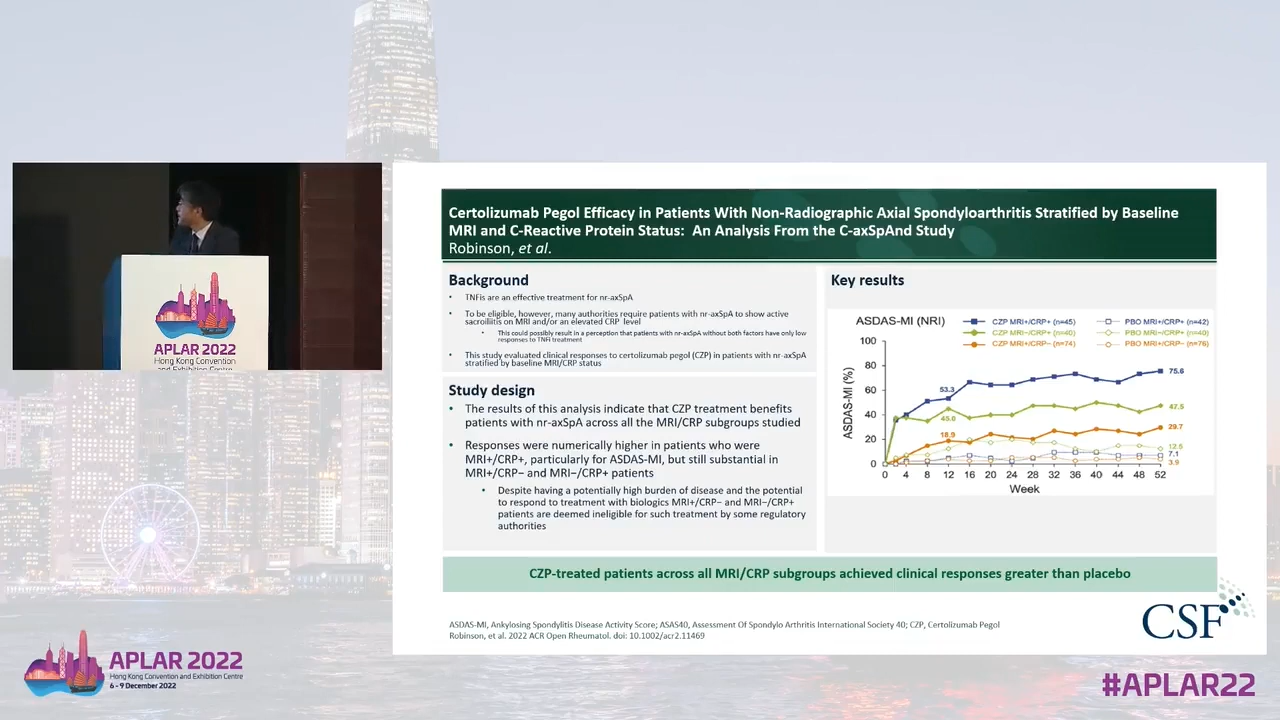 APLAR 2022
Hong Kong Convention
and Exhibition Centre
Certolizumab Pegol Efficacy in Patients With Non-Radiographic Axial Spondyloarthritis Stratified by Baseline
MRI and C-Reactive Protein Status: An Analysis From the C-axSpAnd Study
Robinson, et al.
Background
• TNFis are an effective treatment for nr-axSpA
• To be eligible, however, many authorities require patients with nr-axSpA to show active
sacroiliitis on MRI and/or an elevated CRP level
• This could possibly result in a perception that patients with nr-axSpA without both factors have only low
responses to TNFi treatment
• This study evaluated clinical responses to certolizumab pegol (CZP) in patients with nr-axSpA
stratified by baseline MRI/CRP status
Study design
• The results of this analysis indicate that CZP treatment benefits
patients with nr-axSpA across all the MRI/CRP subgroups studied
• Responses were numerically higher in patients who were
MRI+/CRP+, particularly for ASDAS-MI, but still substantial in
MRI+/CRP− and MRI−/CRP+ patients
• Despite having a potentially high burden of disease and the potential
to respond to treatment with biologics MRI+/CRP− and MRI−/CRP+
patients are deemed ineligible for such treatment by some regulatory
authorities
Key results
ASDAS-MI (NRI)
CZP MRI+/CRP+ (n=45)
PBO MRI+/CRP+ (n=42)
CZP MRI−/CRP+ (n=40)
PBO MRI−/CRP+ (n=40)
CZP MRI+/CRP− (n=74)
PBO MRI+/CRP− (n=76)
ASDAS-MI (%)
100
80
60
40
20
0
53.3
45.0
18.9
75.6
47.5
29.7
12.5
7.1
3.9
0 4 8 12 16 20 24 28 32 36 40 44 48 52
Week
CZP-treated patients across all MRI/CRP subgroups achieved clinical responses greater than placebo
ASDAS-MI, Ankylosing Spondylitis Disease Activity Score; ASAS40, Assessment Of Spondylo Arthritis International Society 40; CZP, Certolizumab Pegol
Robinson, et al. 2022 ACR Open Rheumatol. doi: 10.1002/acr2.11469
CSF
APLAR 2022
Hong Kong Convention and Exhibition Centre
6 - 9 December 2022
#APLAR22